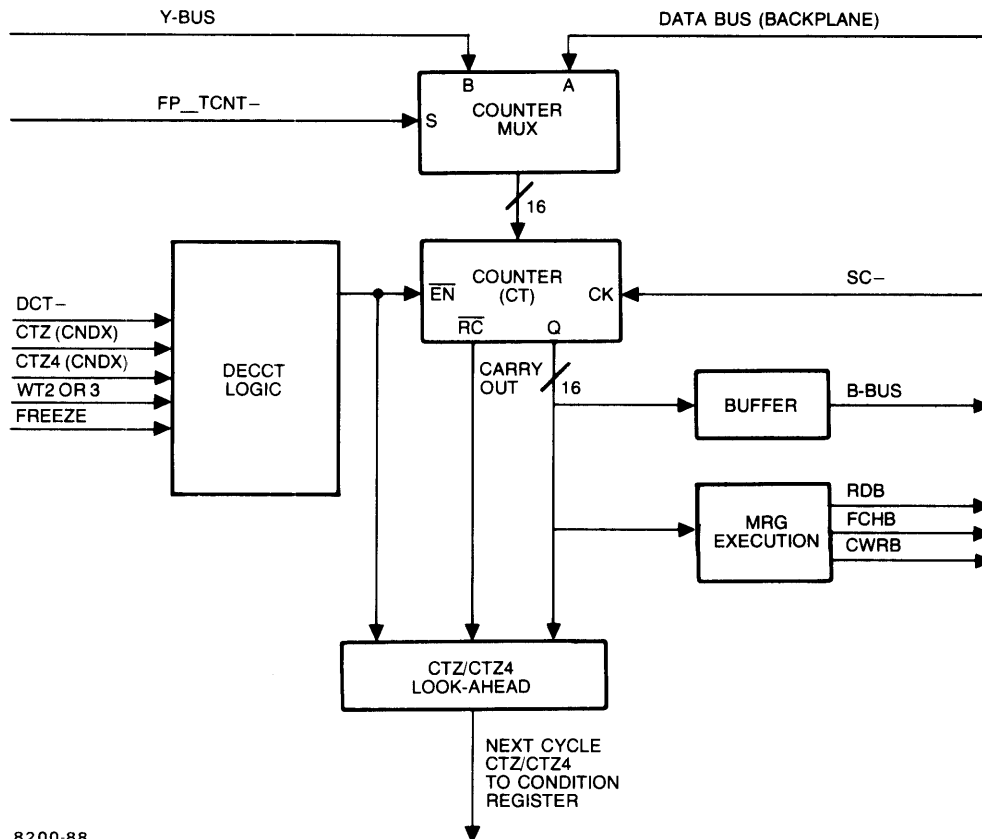 Y-BUS
DATA BUS (BACKPLANE)
B
A
COUNTER
MUX
FP__TCNT–
S
16
COUNTER
(CT)
EN
CK
RC
Q
SC–
DCT–
CTZ (CNDX)
CTZ4 (CNDX)
WT2 OR 3
FREEZE
DECCT
LOGIC
CARRY
OUT
16
BUFFER
B-BUS
MRG
EXECUTION
RDB
FCHB
CWRB
CTZ/CTZ4
LOOK-AHEAD
NEXT CYCLE
CTZ/CTZ4
TO CONDITION
REGISTER
8200-88